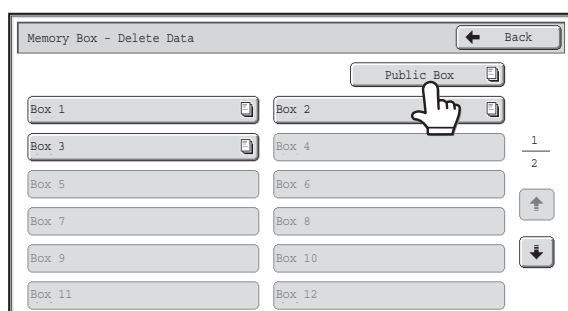 Memory Box - Delete Data
Back
Public Box
Box 1
Box 2
Box 3
Box 4
1
2
Box 5
Box 6
Box 7
Box 8
Box 9
Box 10
Box 11
Box 12